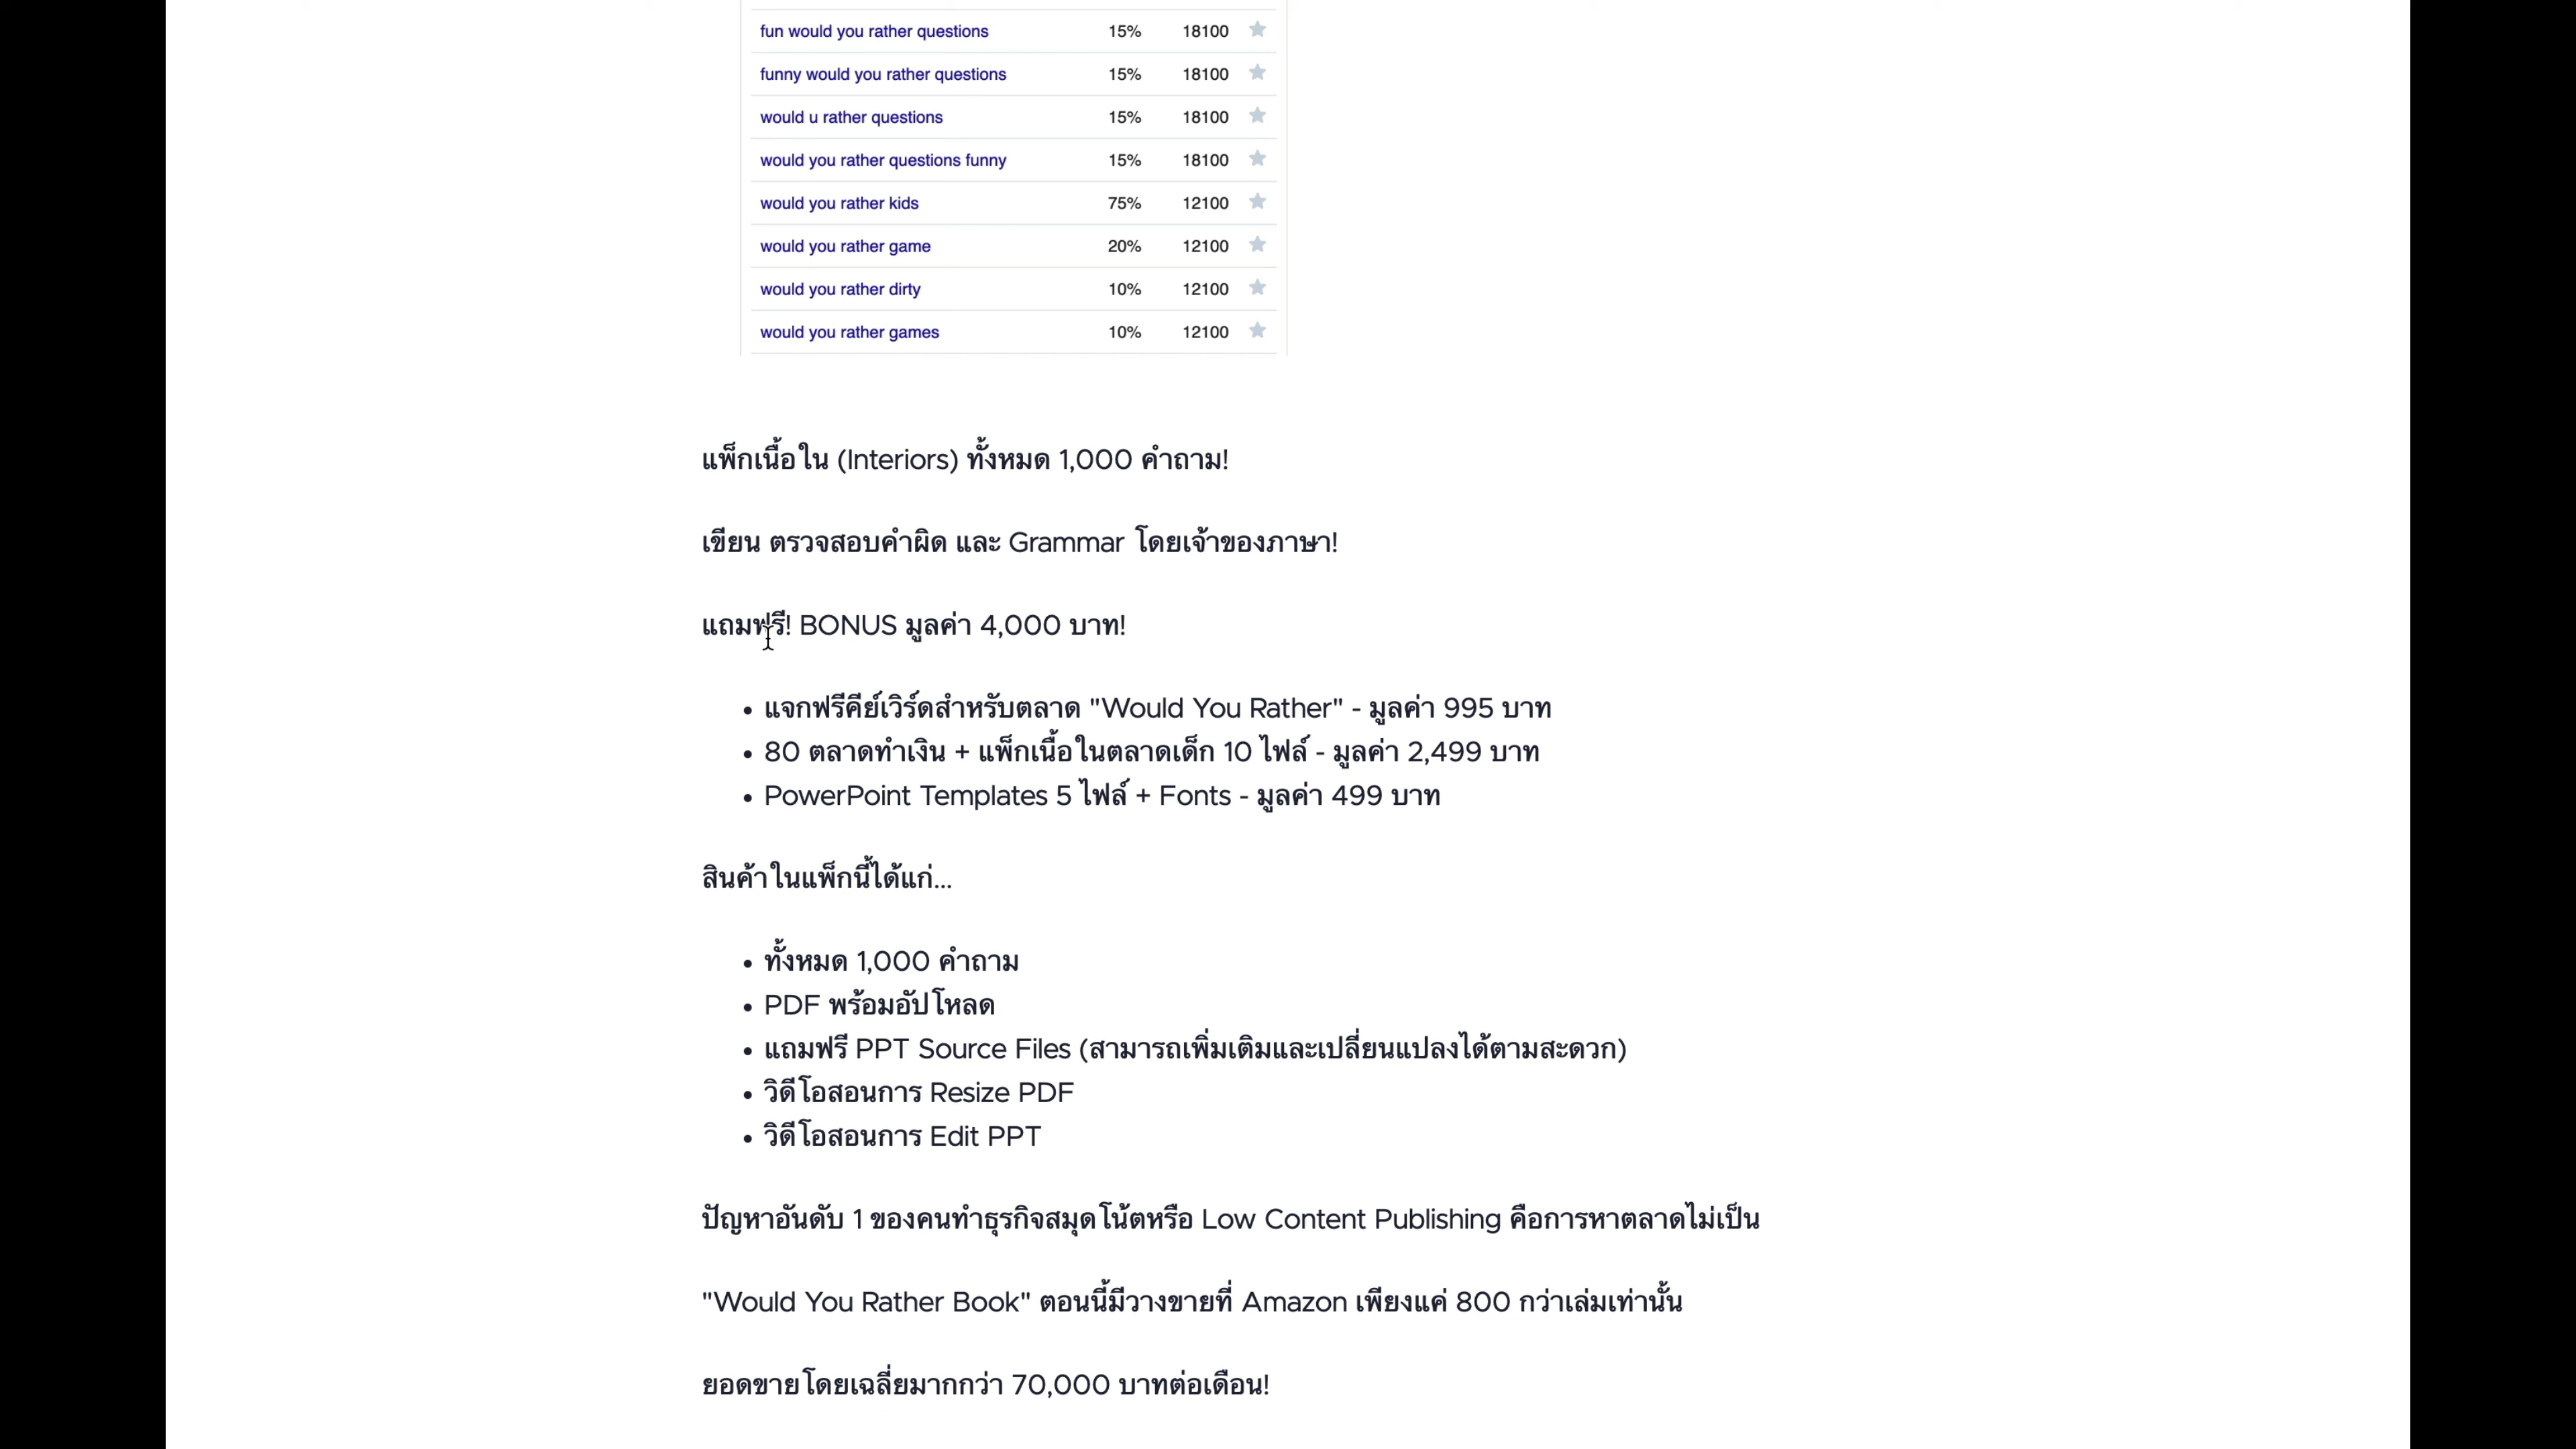 fun would you rather questions 15% 18100
funny would you rather questions 15% 18100
would u rather questions 15% 18100
would you rather questions funny 15% 18100
would you rather kids 75% 12100
would you rather game 20% 12100
would you rather dirty 10% 12100
would you rather games 10% 12100
แพ็กเนื้อใน (Interiors) ทั้งหมด 1,000 คำถาม!
เขียน ตรวจสอบคำผิด และ Grammar โดยเจ้าของภาษา!
แถมฟรี! BONUS มูลค่า 4,000 บาท!
• แจกฟรีคีย์เวิร์ดสำหรับตลาด "Would You Rather" - มูลค่า 995 บาท
• 80 ตลาดทำเงิน + แพ็กเนื้อในตลาดเด็ก 10 ไฟล์ - มูลค่า 2,499 บาท
• PowerPoint Templates 5 ไฟล์ + Fonts - มูลค่า 499 บาท
สินค้าในแพ็กนี้ได้แก่...
• ทั้งหมด 1,000 คำถาม
• PDF พร้อมอัปโหลด
• แถมฟรี PPT Source Files (สามารถเพิ่มเติมและเปลี่ยนแปลงได้ตามสะดวก)
• วิดีโอสอนการ Resize PDF
• วิดีโอสอนการ Edit PPT
ปัญหาอันดับ 1 ของคนทำธุรกิจสมุดโน้ตหรือ Low Content Publishing คือการหาตลาดไม่เป็น
"Would You Rather Book" ตอนนี้มีวางขายที่ Amazon เพียงแค่ 800 กว่าเล่มเท่านั้น
ยอดขายโดยเฉลี่ยมากกว่า 70,000 บาทต่อเดือน!